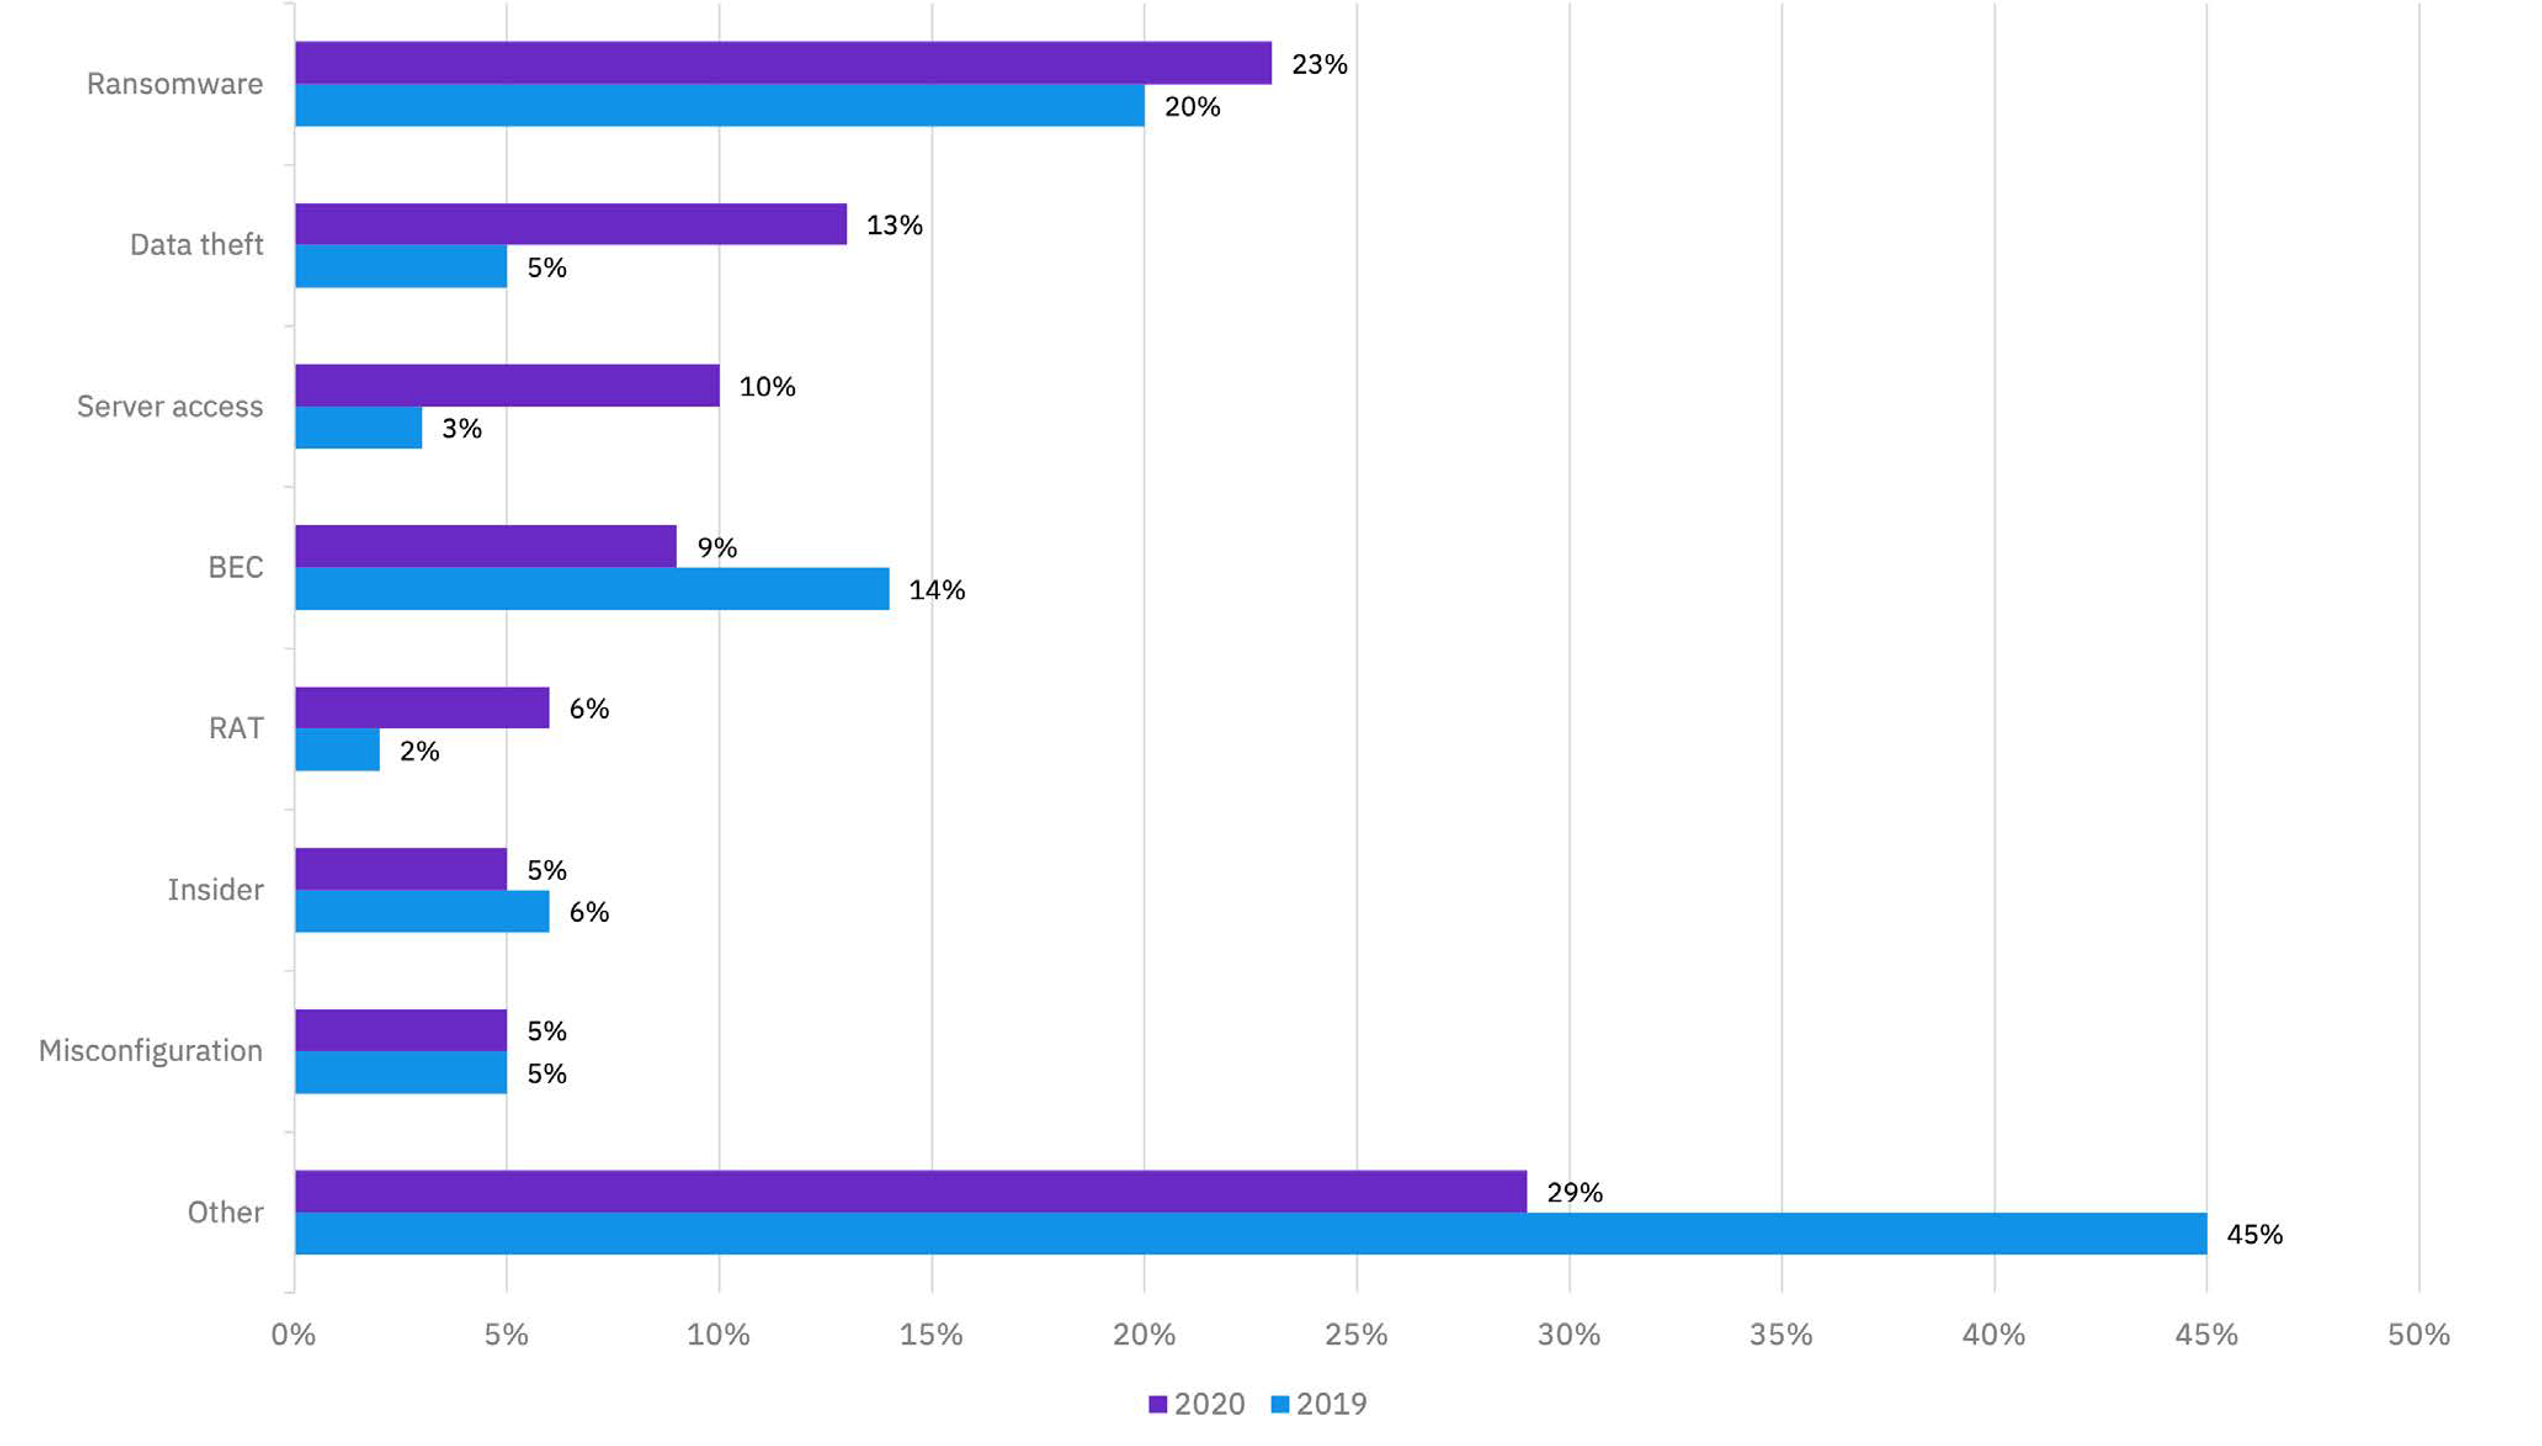 Ransomware
23%
20%
Data theft
13%
5%
Server access
10%
3%
BEC
9%
14%
RAT
6%
2%
Insider
5%
6%
Misconfiguration
5%
5%
Other
29%
45%
0% 5% 10% 15% 20% 25% 30% 35% 40% 45% 50%
2020 2019